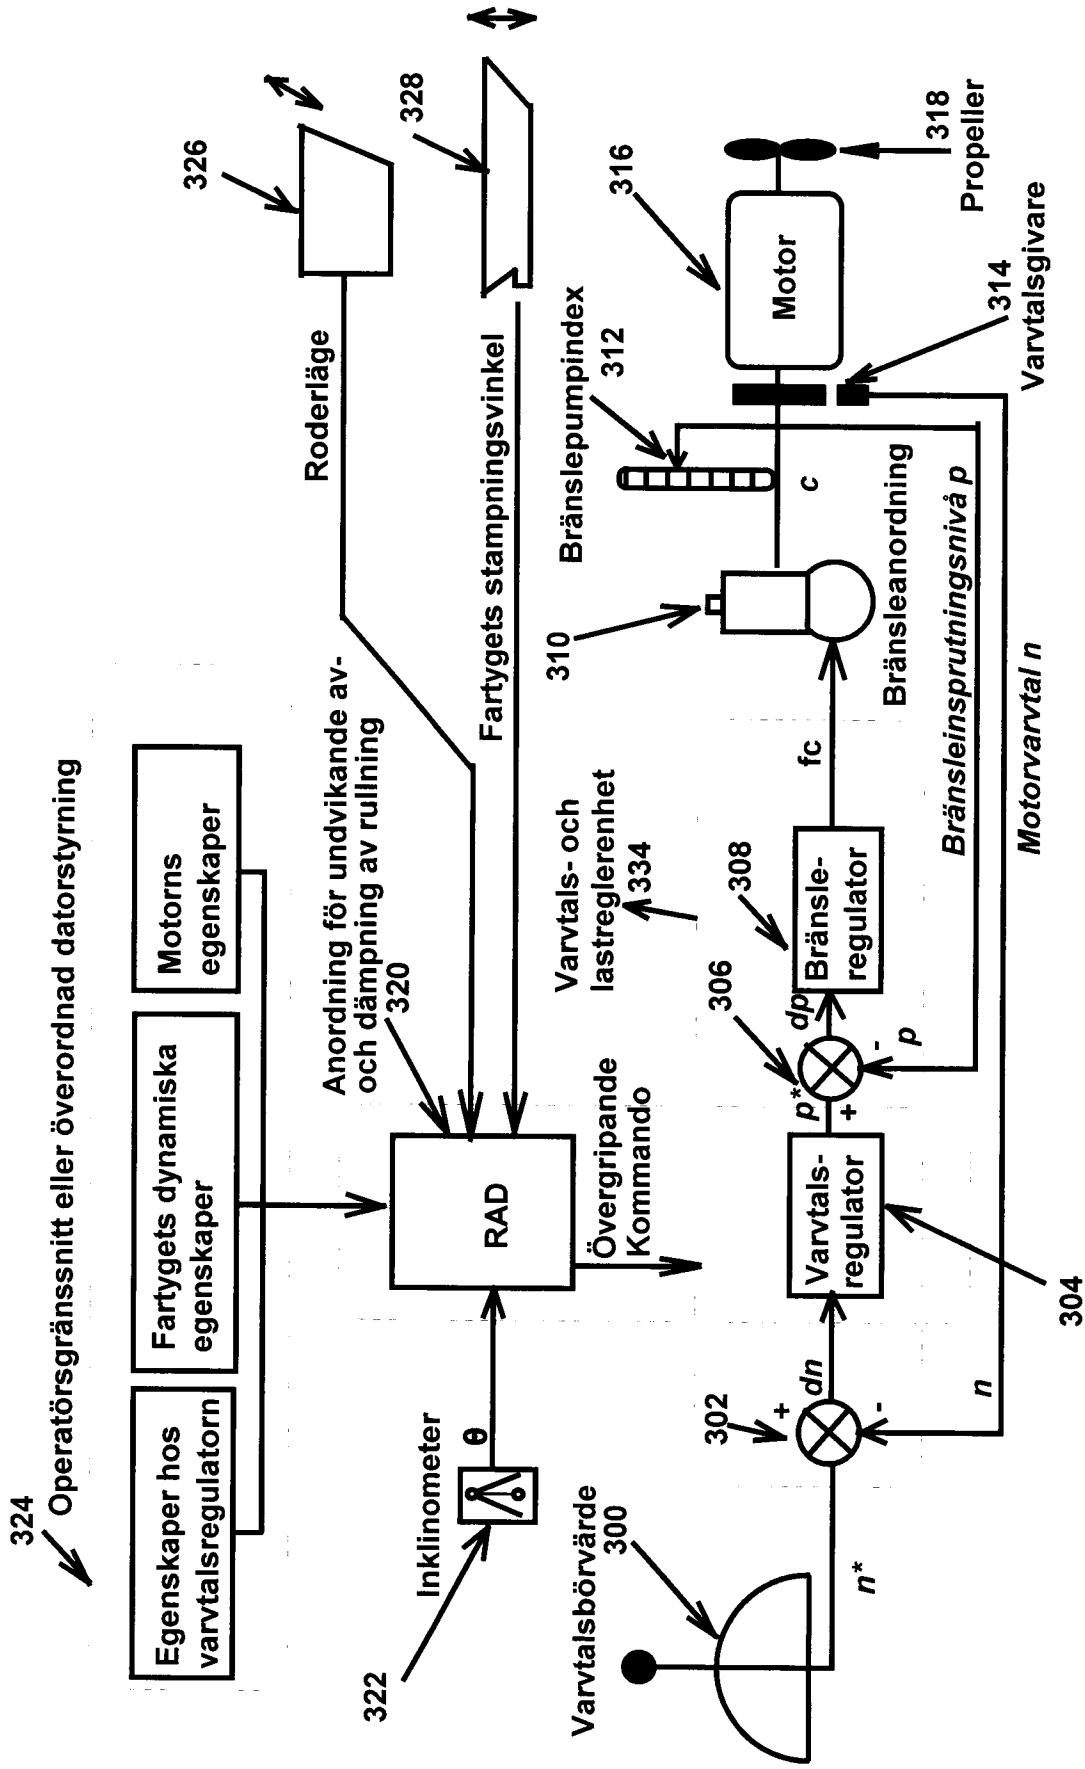 324
Operatörsgränssnitt eller överordnad datorstyrning
Egenskaper hos
varvtalsregulatorn
Fartygets dynamiska
egenskaper
Motorns
egenskaper
326
328
Roderläge
Fartygets stampningsvinkel
Anordning för undvikande av-
och dämpning av rullning
320
Inklinometer
θ
322
RAD
Övergripande
Kommando
Varvtals- och
lastreglerenhet
334
Varvtalsbörvärde
300
n*
302
+
-
dn
n
Varvtals-
regulator
304
p*
+
306
dp
-
p
308
Bränsle-
regulator
fc
310
Bränsleanordning
Bränslepumpindex
312
c
316
Motor
314
Varvtalsgivare
318
Propeller
Bränsleinsprutningsnivå p
Motorvarvtal n